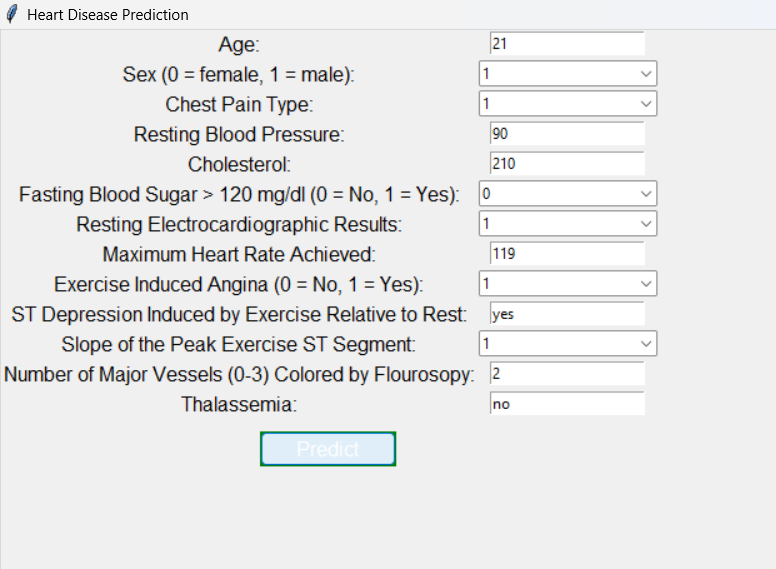 Heart Disease Prediction
Age: 21
Sex (0 = female, 1 = male): 1
Chest Pain Type: 1
Resting Blood Pressure: 90
Cholesterol: 210
Fasting Blood Sugar > 120 mg/dl (0 = No, 1 = Yes): 0
Resting Electrocardiographic Results: 1
Maximum Heart Rate Achieved: 119
Exercise Induced Angina (0 = No, 1 = Yes): 1
ST Depression Induced by Exercise Relative to Rest: yes
Slope of the Peak Exercise ST Segment: 1
Number of Major Vessels (0-3) Colored by Flourosopy: 2
Thalassemia: no
Predict